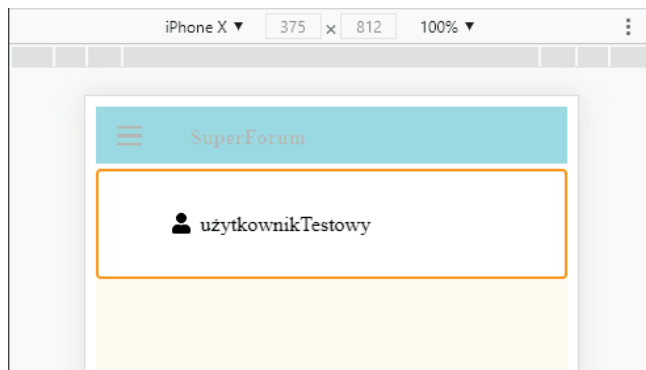 iPhone X ▼ 375 × 812 100% ▼
SuperForum
użytkownikTestowy